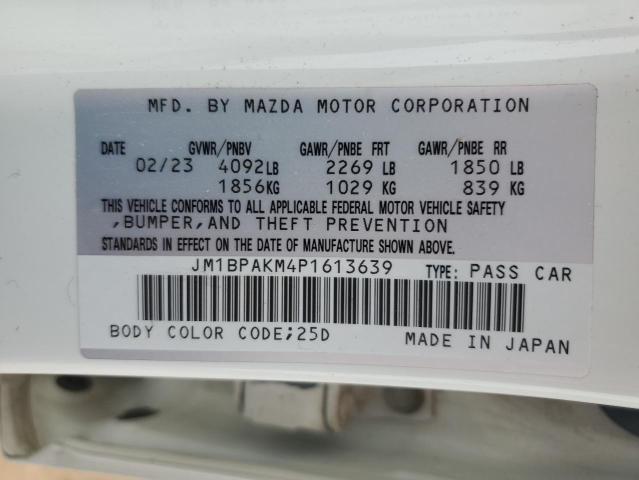 MFD. BY MAZDA MOTOR CORPORATION
DATE GVWR/PNBV GAWR/PNBE FRT GAWR/PNBE RR
02/23 4092LB 2269 LB 1850 LB
1856KG 1029 KG 839 KG
THIS VEHICLE CONFORMS TO ALL APPLICABLE FEDERAL MOTOR VEHICLE SAFETY
,BUMPER,AND THEFT PREVENTION
STANDARDS IN EFFECT ON THE DATE OF MANUFACTURE SHOWN ABOVE.
JM1BPAKM4P1613639 TYPE: PASS CAR
BODY COLOR CODE;25D MADE IN JAPAN